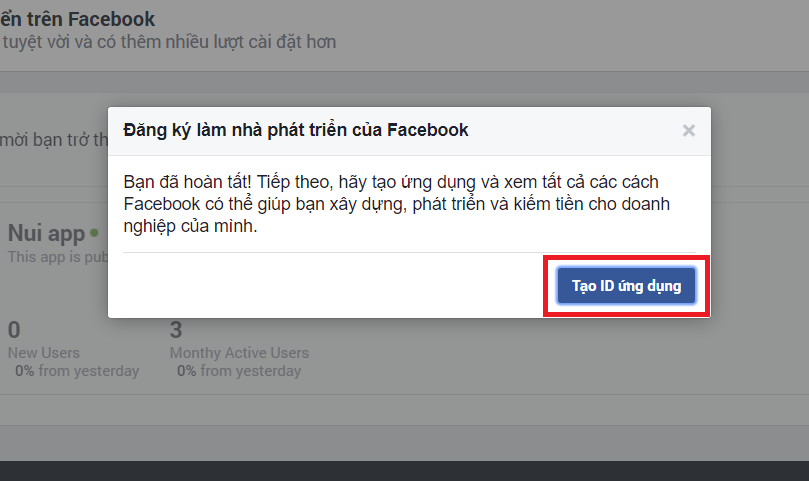 ển trên Facebook
tuyệt vời và có thêm nhiều lượt cài đặt hơn
mời bạn trở th
Đăng ký làm nhà phát triển của Facebook
×
Bạn đã hoàn tất! Tiếp theo, hãy tạo ứng dụng và xem tất cả các cách
Facebook có thể giúp bạn xây dựng, phát triển và kiếm tiền cho doanh
nghiệp của mình.
Tạo ID ứng dụng
Nui app
This app is pub
0
New Users
0% from yesterday
3
Monthy Active Users
0% from yesterday